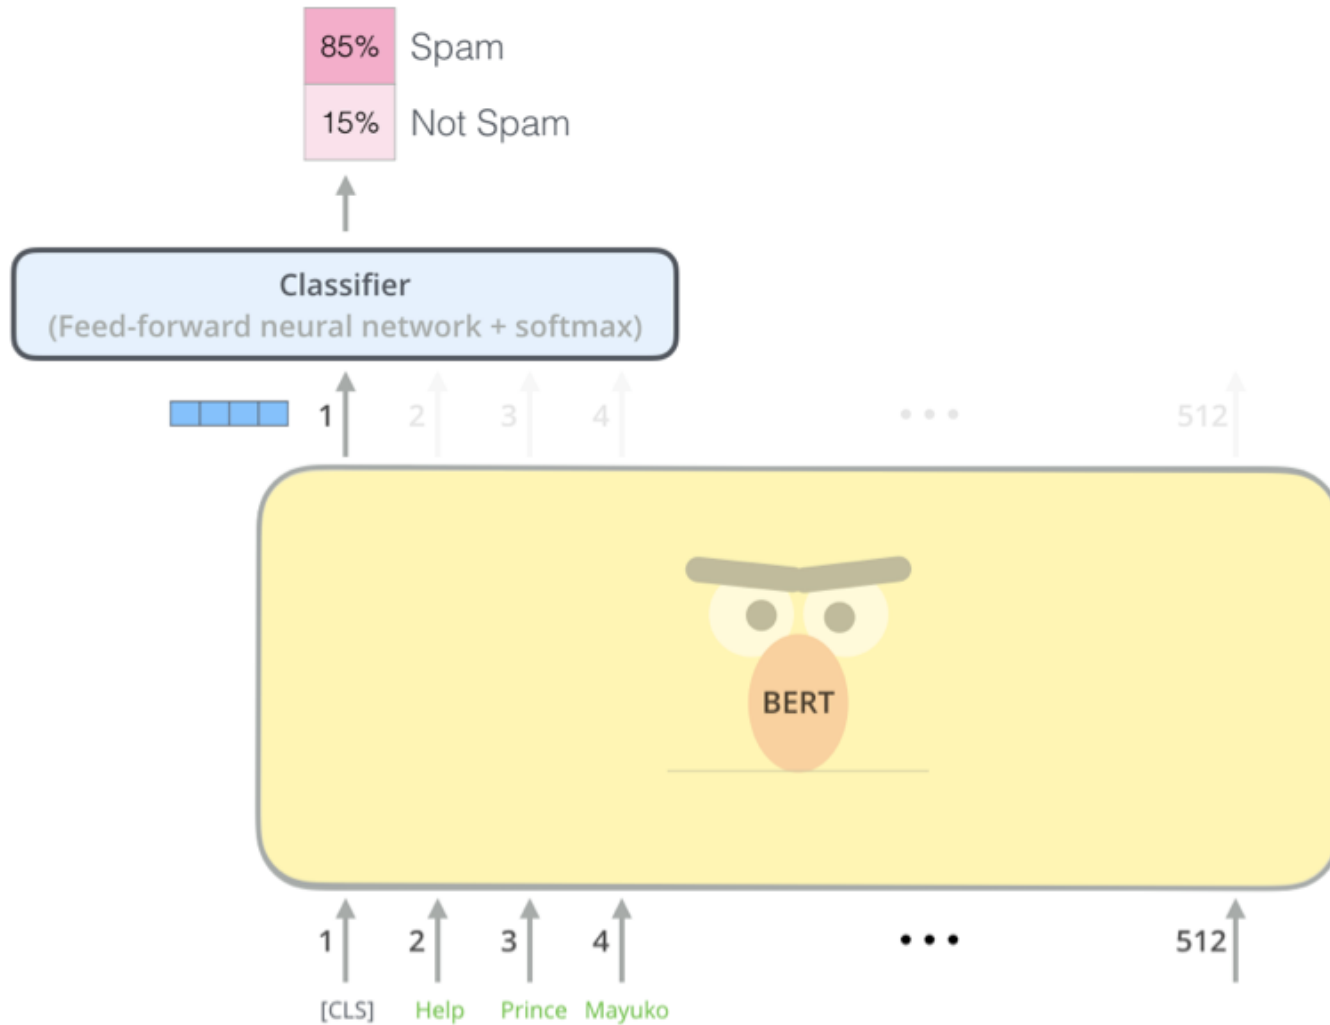 85% Spam
15% Not Spam
Classifier
(Feed-forward neural network + softmax)
1 2 3 4 ••• 512
BERT
1 2 3 4 ••• 512
[CLS] Help Prince Mayuko